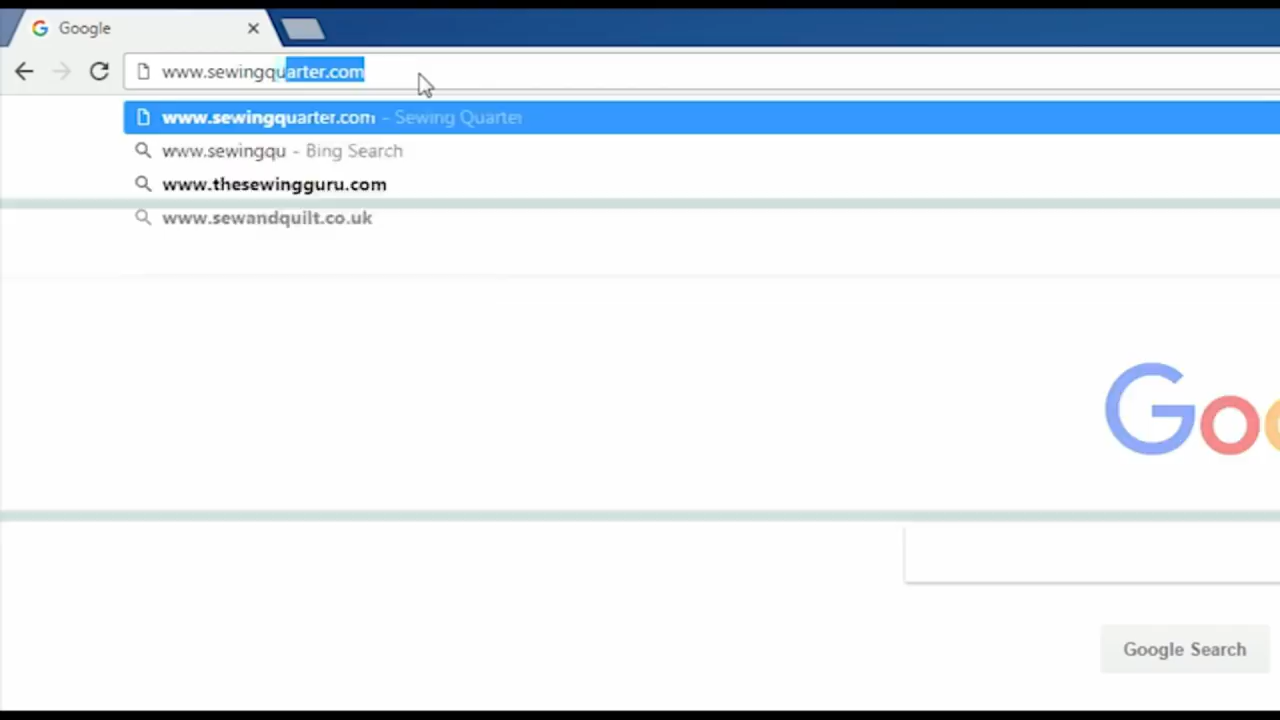 Google
www.sewingquarter.com
www.sewingquarter.com - Sewing Quarter
www.sewingqu - Bing Search
www.thesewingguru.com
www.sewandquilt.co.uk
Goo
Google Search